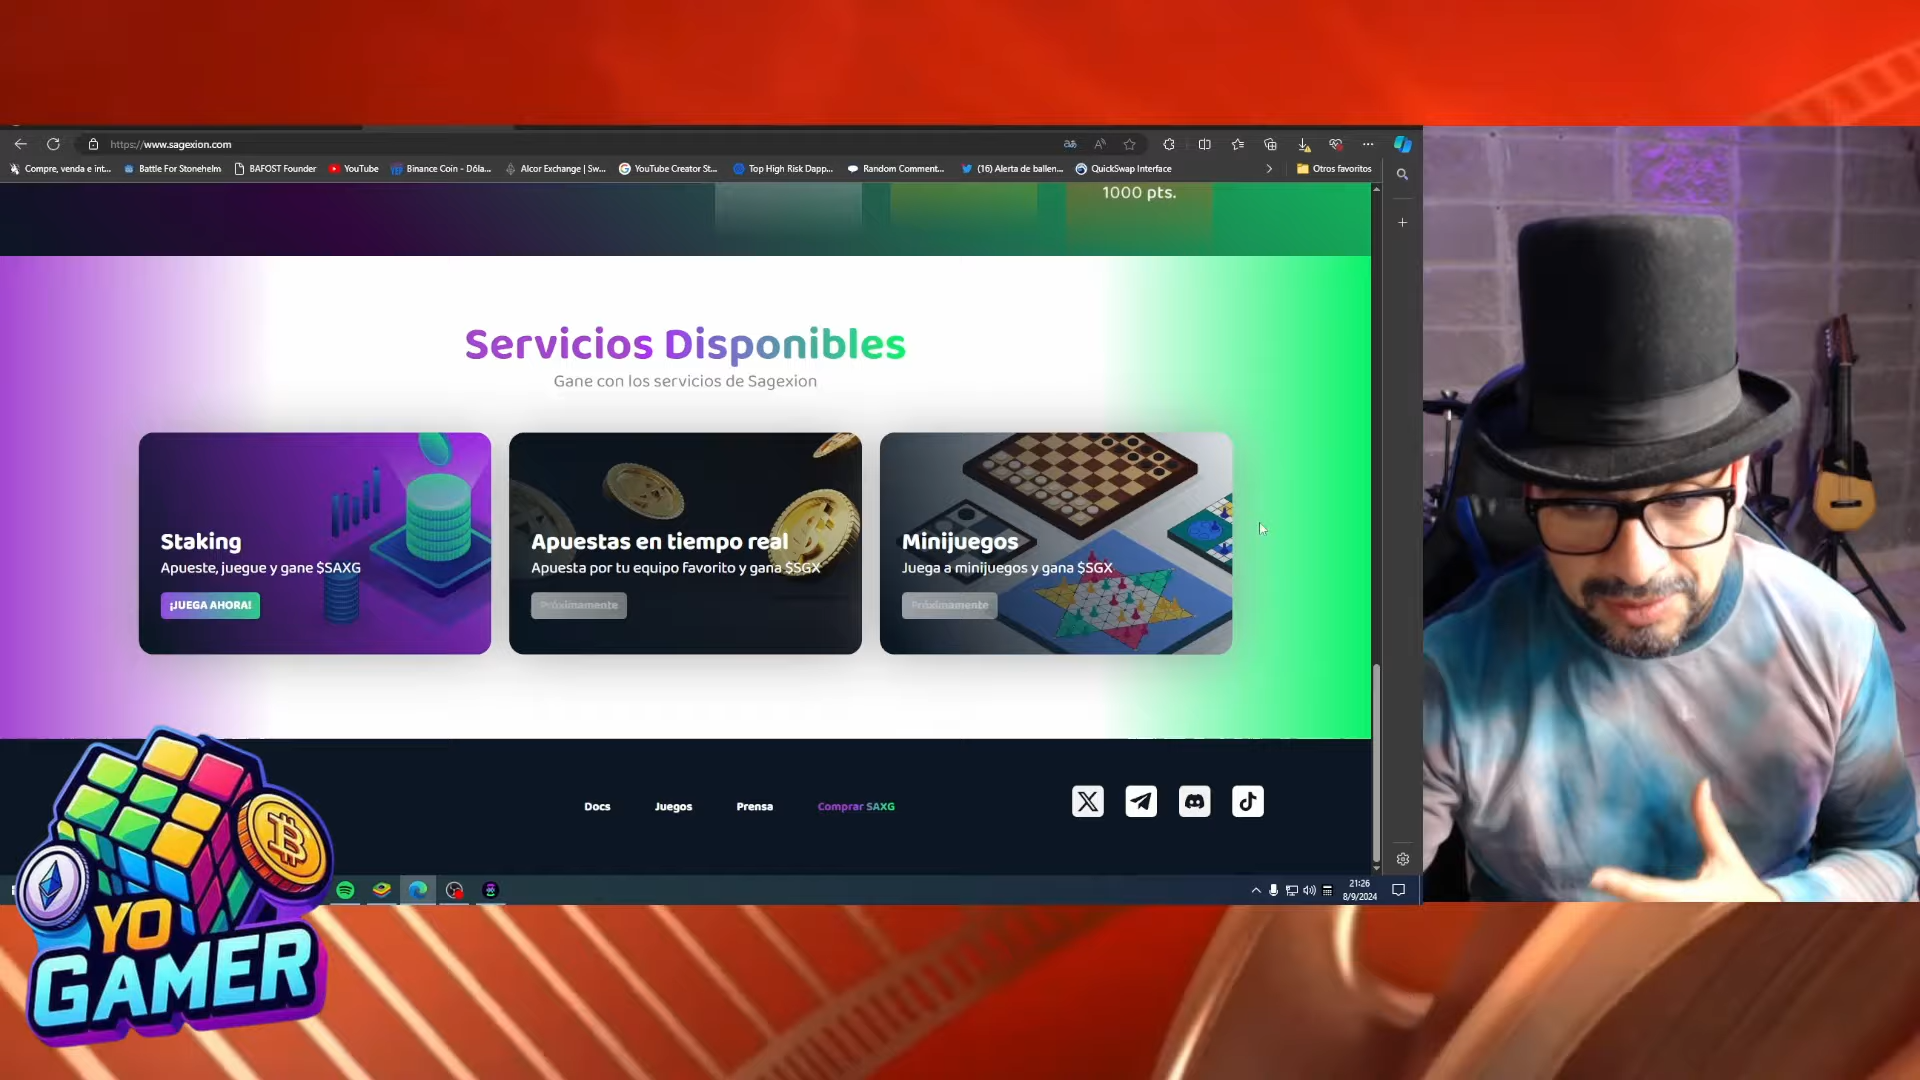 https://www.sagexion.com
Compre, venda e int...
Battle For Stonehelm
BAFOST Founder
YouTube
Binance Coin - Dóla...
Alcor Exchange | Sw...
YouTube Creator St...
Top High Risk Dapp...
Random Comment...
(16) Alerta de ballen...
QuickSwap Interface
Otros favoritos
1000 pts.
Servicios Disponibles
Gane con los servicios de Sagexion
Staking
Apueste, juegue y gane $SAXG
¡JUEGA AHORA!
Apuestas en tiempo real
Apuesta por tu equipo favorito y gana $SGX
Próximamente
Minijuegos
Juega a minijuegos y gana $SGX
Próximamente
Docs
Juegos
Prensa
Comprar SAXG
21:26
8/9/2024
YO
GAMER